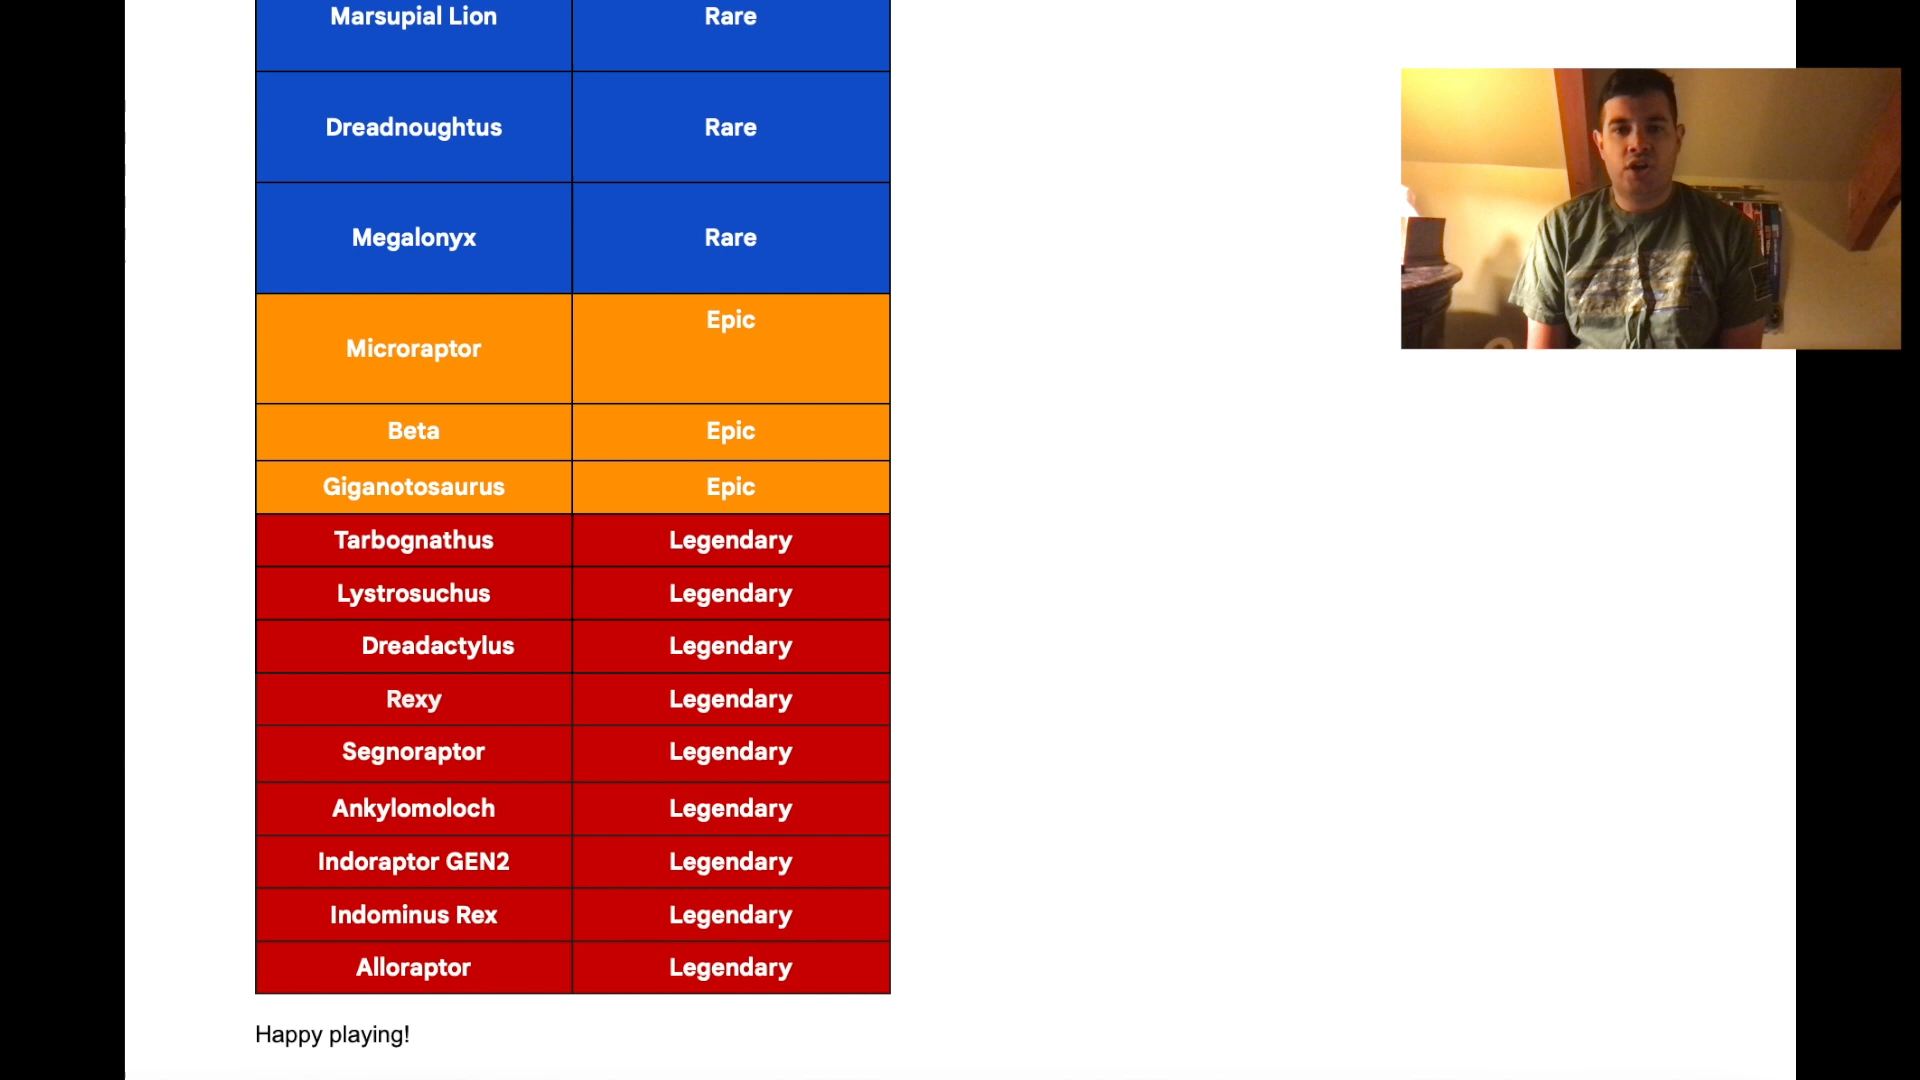 Marsupial Lion Rare
Dreadnoughtus Rare
Megalonyx Rare
Microraptor Epic
Beta Epic
Giganotosaurus Epic
Tarbognathus Legendary
Lystrosuchus Legendary
Dreadactylus Legendary
Rexy Legendary
Segnoraptor Legendary
Ankylomoloch Legendary
Indoraptor GEN2 Legendary
Indominus Rex Legendary
Alloraptor Legendary
Happy playing!